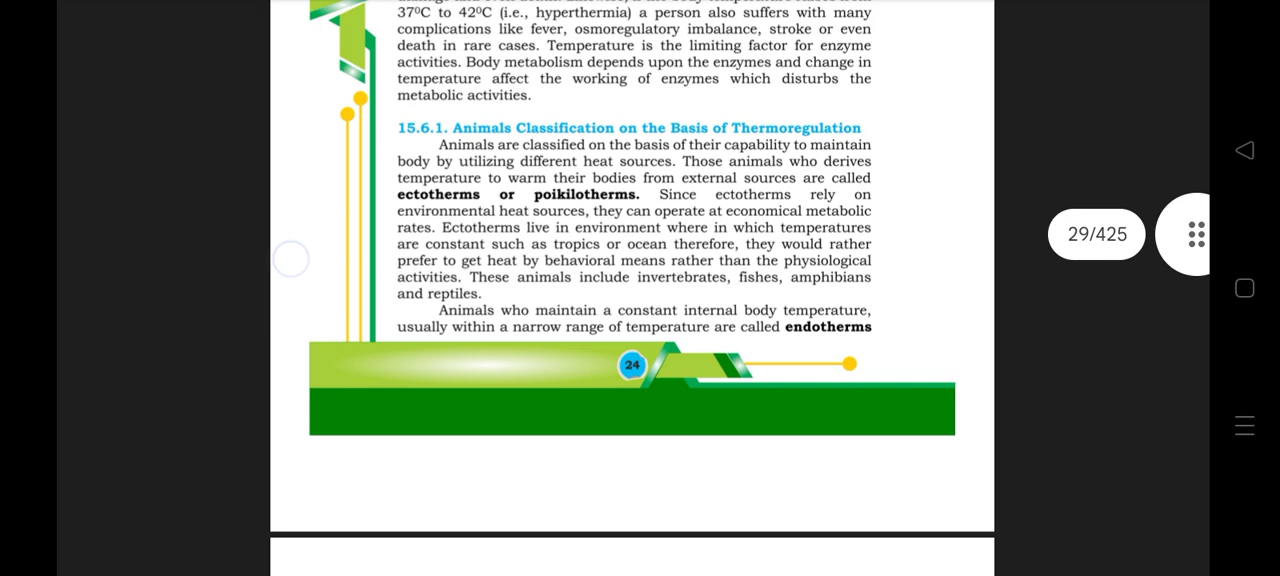 37⁰C to 42⁰C (i.e., hyperthermia) a person also suffers with many
complications like fever, osmoregulatory imbalance, stroke or even
death in rare cases. Temperature is the limiting factor for enzyme
activities. Body metabolism depends upon the enzymes and change in
temperature affect the working of enzymes which disturbs the
metabolic activities.
15.6.1. Animals Classification on the Basis of Thermoregulation
Animals are classified on the basis of their capability to maintain
body by utilizing different heat sources. Those animals who derives
temperature to warm their bodies from external sources are called
ectotherms or poikilotherms. Since ectotherms rely on
environmental heat sources, they can operate at economical metabolic
rates. Ectotherms live in environment where in which temperatures
are constant such as tropics or ocean therefore, they would rather
prefer to get heat by behavioral means rather than the physiological
activities. These animals include invertebrates, fishes, amphibians
and reptiles.
Animals who maintain a constant internal body temperature,
usually within a narrow range of temperature are called endotherms
24
29/425